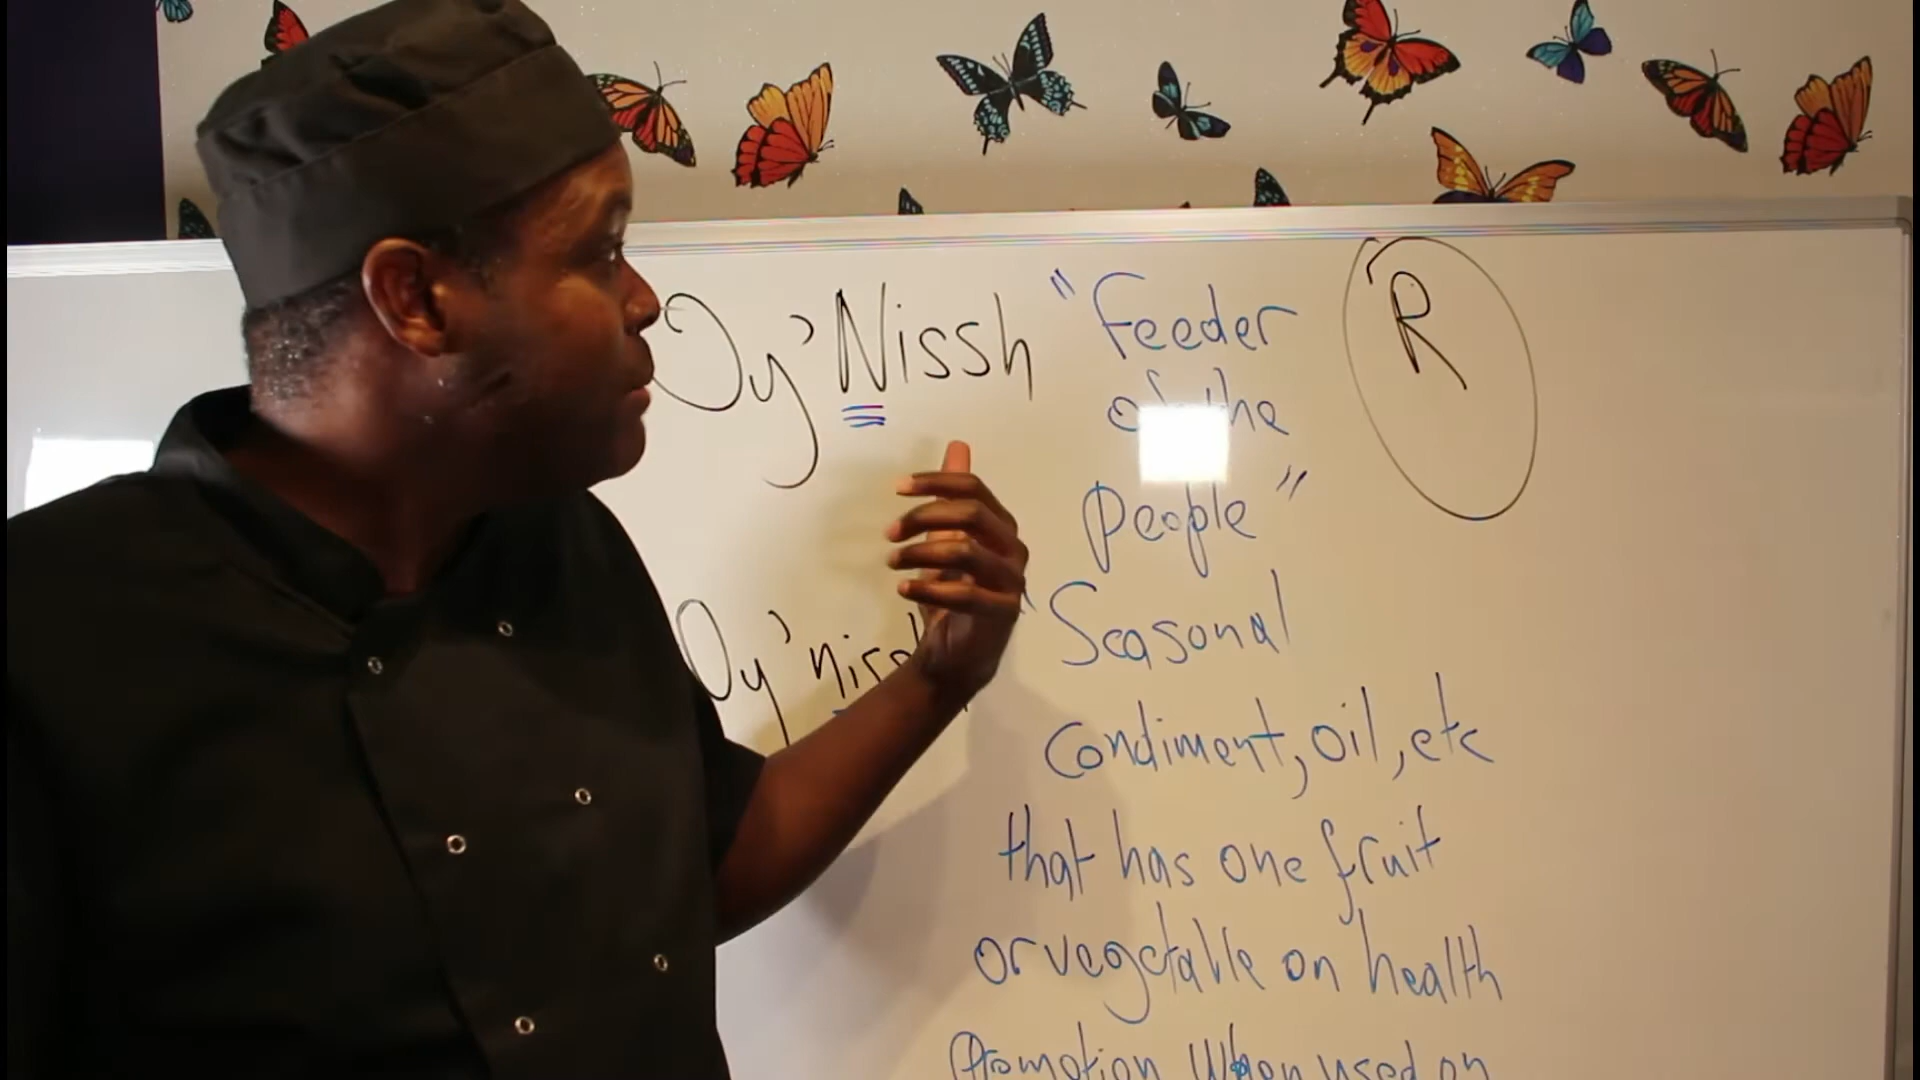 Oy'Nissh "Feeder R
of the
people"
Oy' "Seasonal
Condiment, oil, etc
that has one fruit
or vegetable on health
Promotion When used on